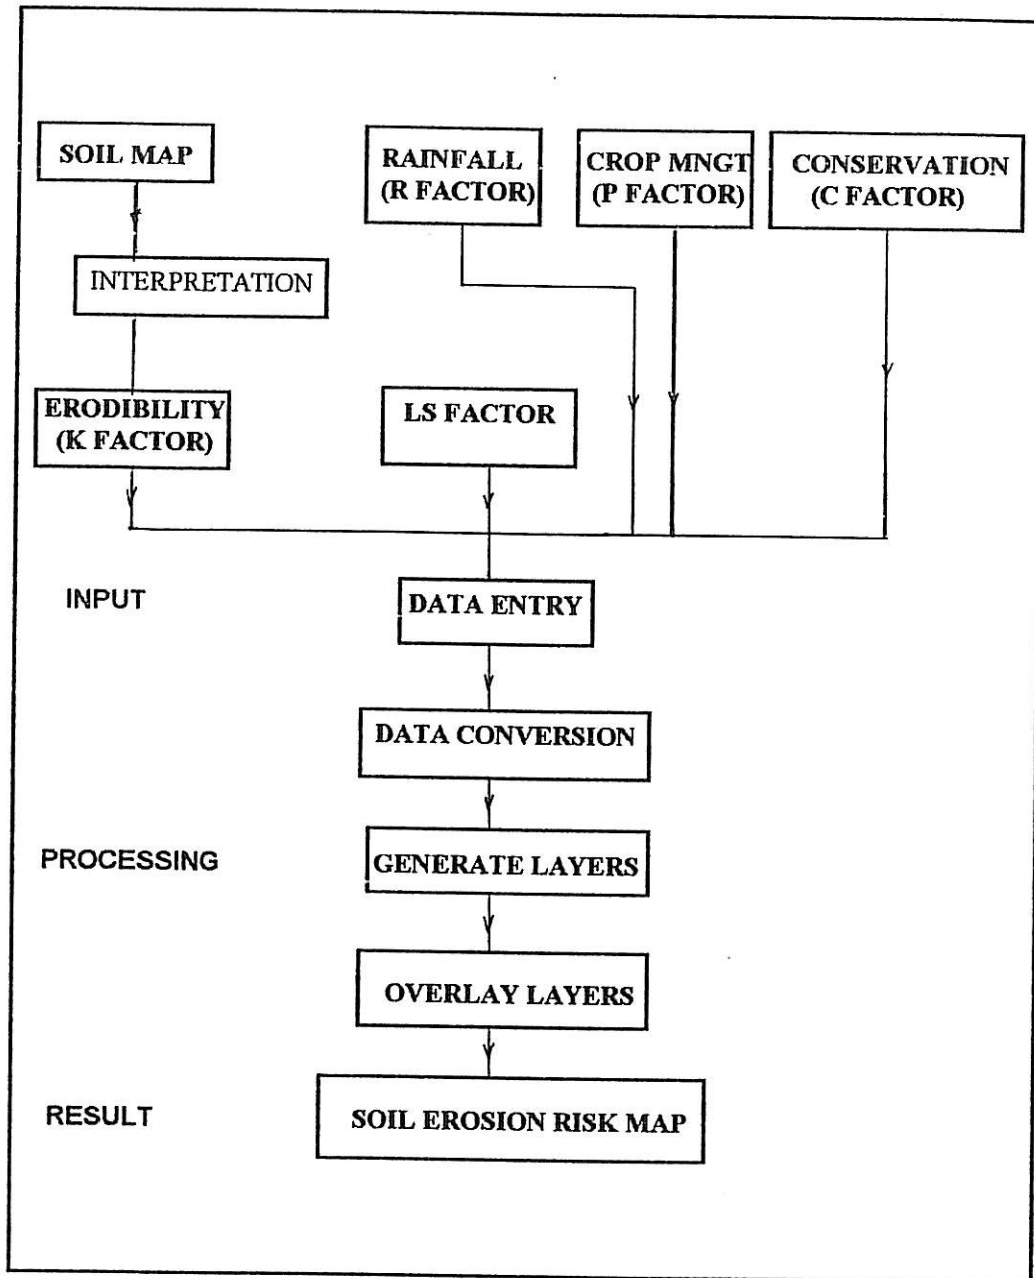 SOIL MAP
RAINFALL
(R FACTOR)
CROP MNGT
(P FACTOR)
CONSERVATION
(C FACTOR)
INTERPRETATION
ERODIBILITY
(K FACTOR)
LS FACTOR
INPUT
DATA ENTRY
DATA CONVERSION
PROCESSING
GENERATE LAYERS
OVERLAY LAYERS
RESULT
SOIL EROSION RISK MAP